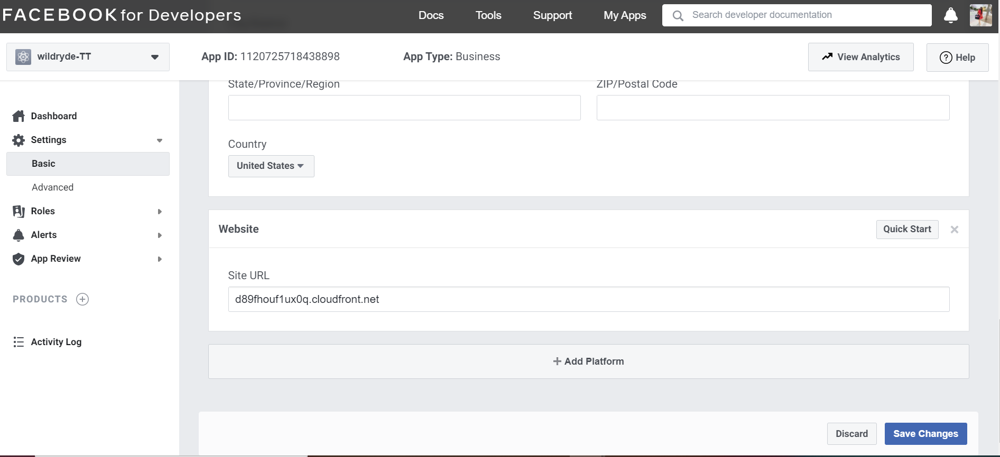 FACEBOOK for Developers
Docs
Tools
Support
My Apps
Search developer documentation
wildryde-TT
App ID: 1120725718438898
App Type: Business
View Analytics
? Help
Dashboard
Settings
Basic
Advanced
Roles
Alerts
App Review
PRODUCTS
Activity Log
State/Province/Region
ZIP/Postal Code
Country
United States
Website
Quick Start
Site URL
d89fhouf1ux0q.cloudfront.net
Add Platform
Discard
Save Changes